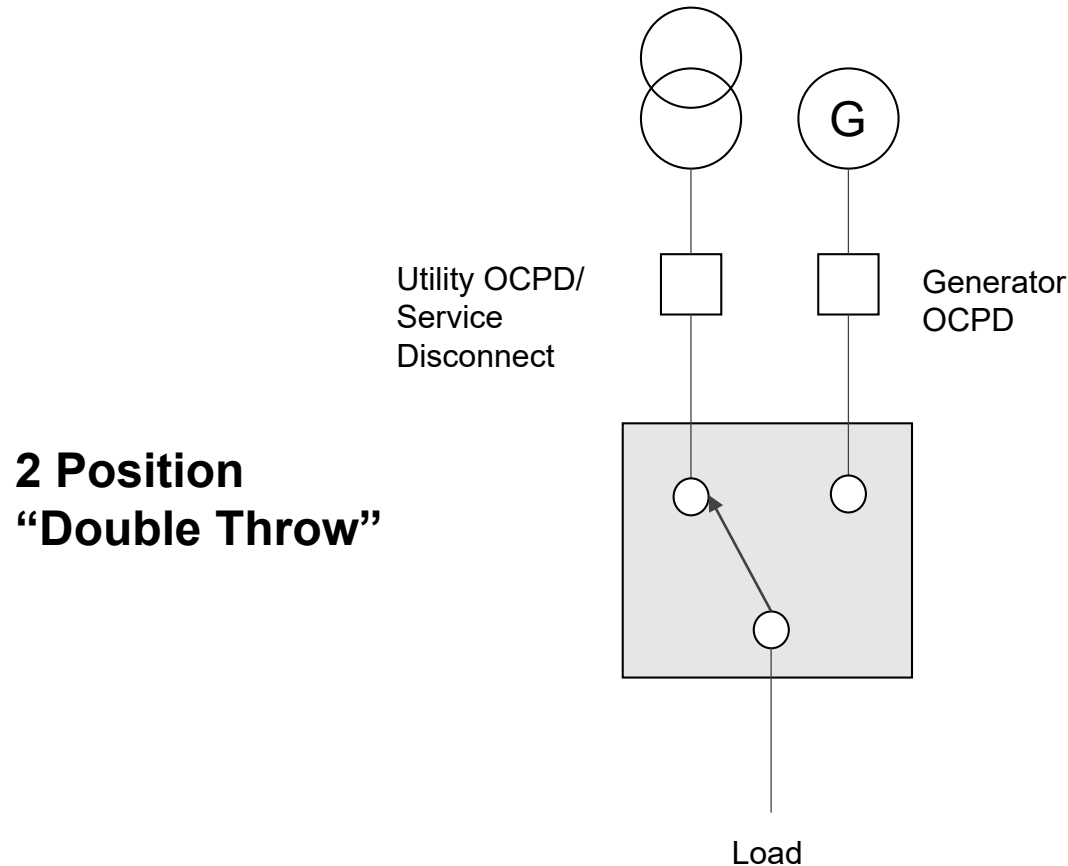 G
Utility OCPD/
Service
Disconnect
Generator
OCPD
2 Position
“Double Throw”
Load